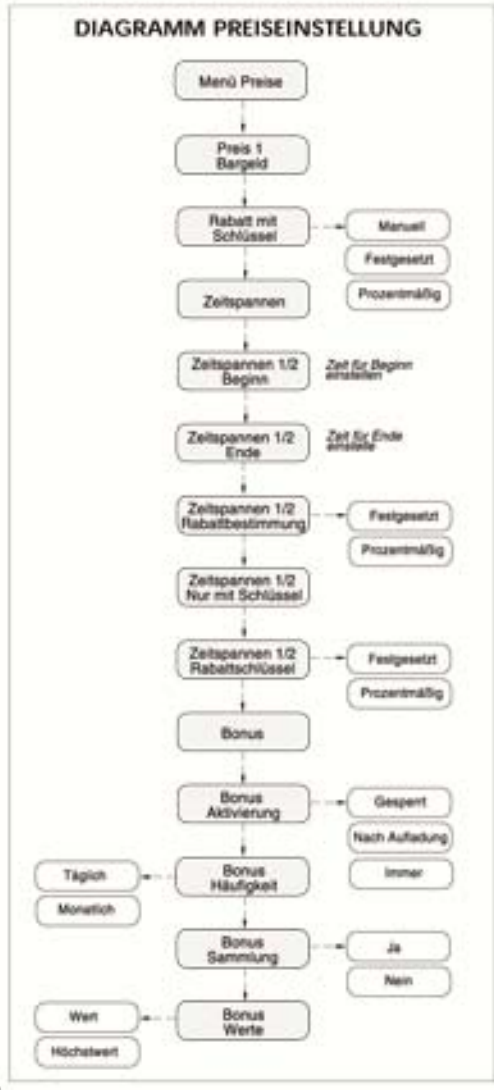 DIAGRAMM PREISEINSTELLUNG
Menü Preise
Preis 1
Bargeld
Rabatt mit
Schlüssel
Manuell
Festgesetzt
Prozentmäßig
Zeitspannen
Zeitspannen 1/2
Beginn
Zeit für Beginn
einstellen
Zeitspannen 1/2
Ende
Zeit für Ende
einstelle
Zeitspannen 1/2
Rabattbestimmung
Festgesetzt
Prozentmäßig
Zeitspannen 1/2
Nur mit Schlüssel
Zeitspannen 1/2
Rabattschlüssel
Festgesetzt
Prozentmäßig
Bonus
Bonus
Aktivierung
Gesperrt
Nach Aufladung
Immer
Bonus
Häufigkeit
Täglich
Monatlich
Bonus
Sammlung
Ja
Nein
Bonus
Werte
Wert
Höchstwert